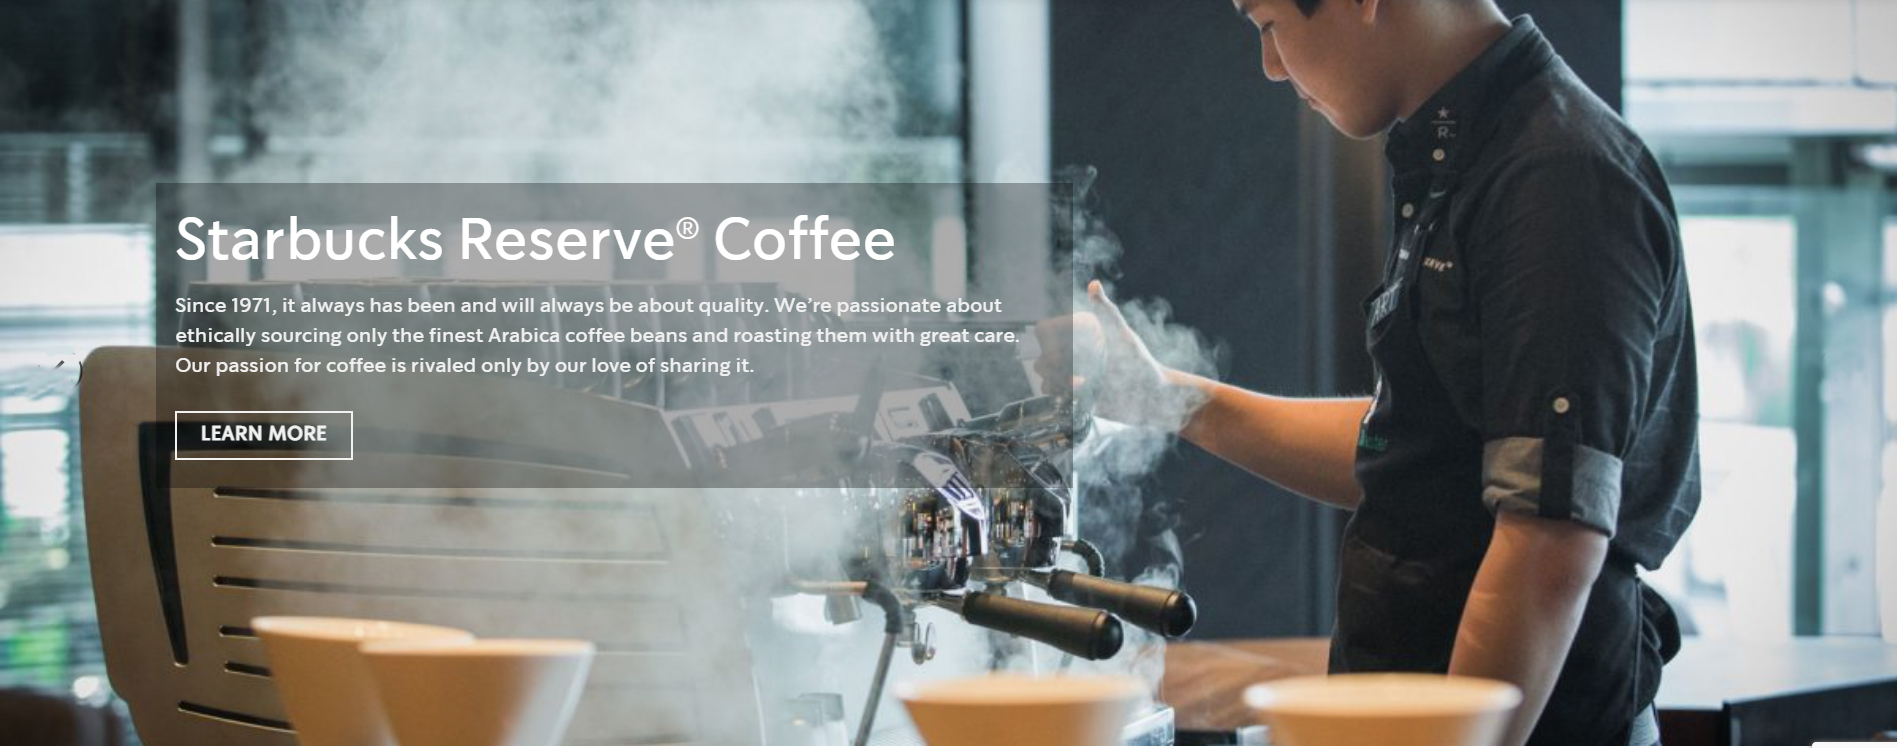 Starbucks Reserve® Coffee
Since 1971, it always has been and will always be about quality. We’re passionate about
ethically sourcing only the finest Arabica coffee beans and roasting them with great care.
Our passion for coffee is rivaled only by our love of sharing it.
LEARN MORE
R